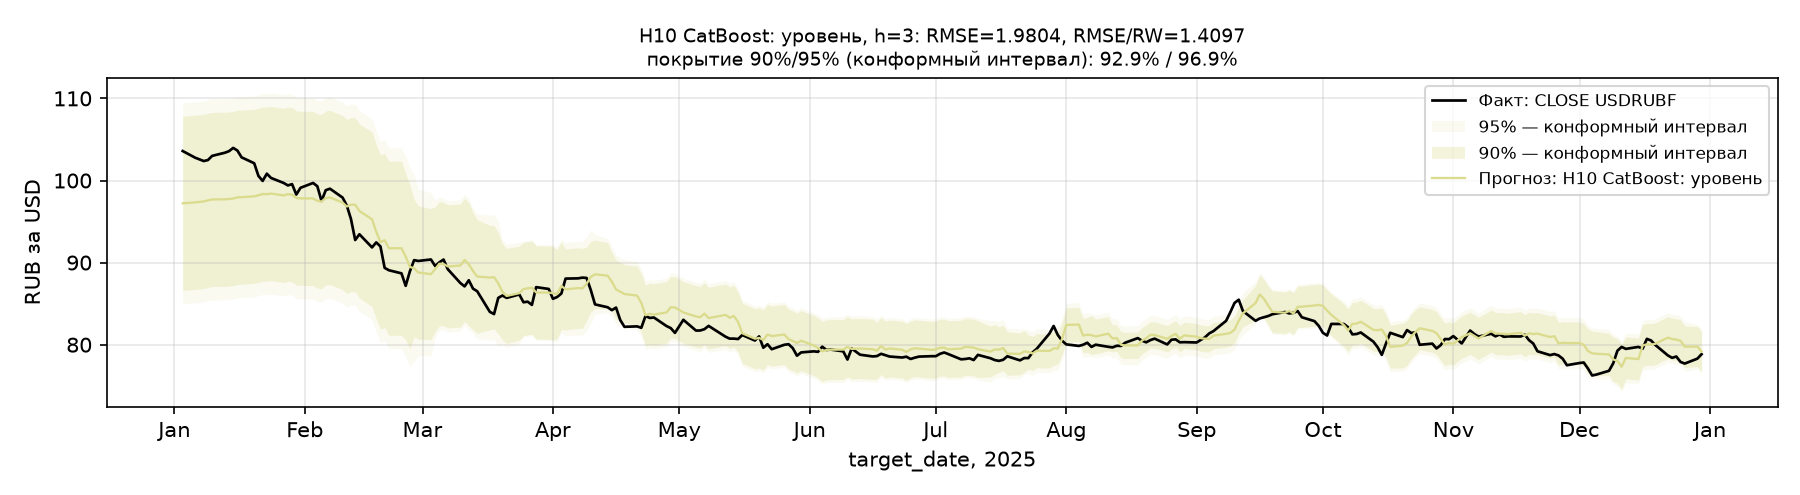 H10 CatBoost: уровень, h=3: RMSE=1.9804, RMSE/RW=1.4097
покрытие 90%/95% (конформный интервал): 92.9% / 96.9%
110
100
90
80
RUB за USD
Факт: CLOSE USDRUBF
95% — конформный интервал
90% — конформный интервал
Прогноз: H10 CatBoost: уровень
Jan Feb Mar Apr May Jun Jul Aug Sep Oct Nov Dec Jan
target_date, 2025